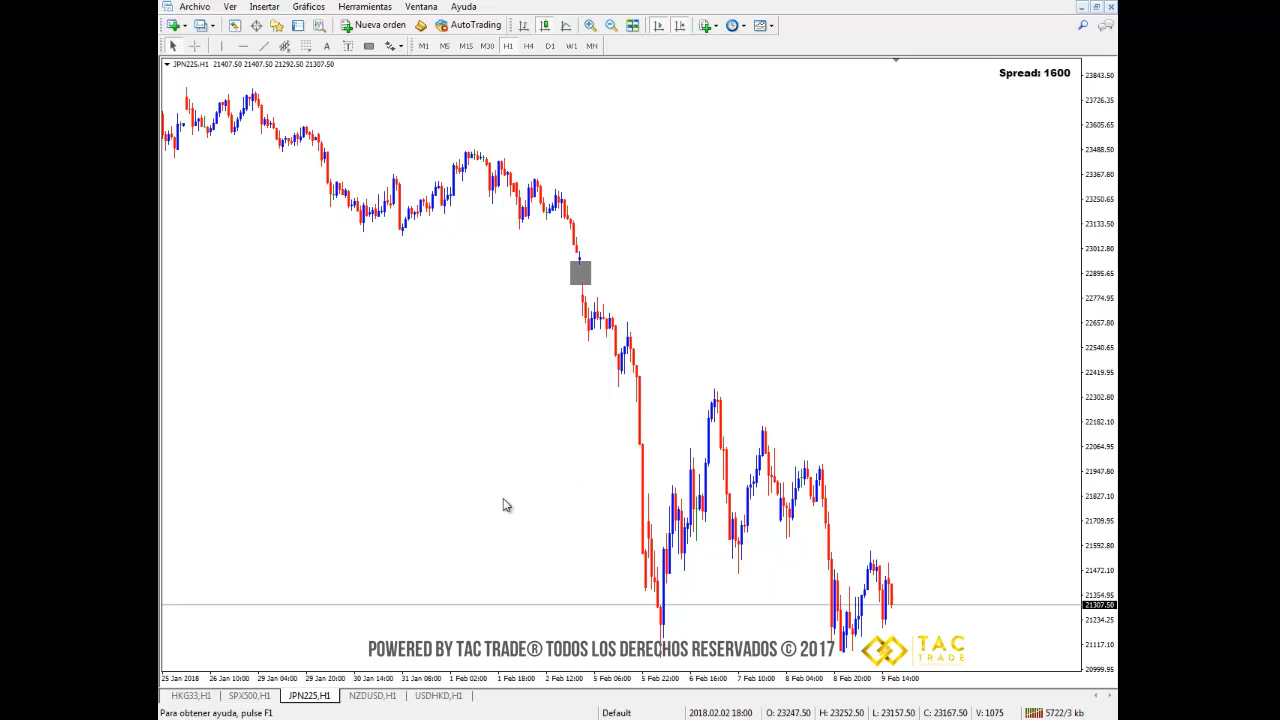 Archivo Ver Insertar Gráficos Herramientas Ventana Ayuda
Nueva orden AutoTrading
A T M1 M5 M15 M30 H1 H4 D1 W1 MN
JPN225,H1 21407.50 21407.50 21292.50 21307.50
Spread: 1600
23843.50
23726.35
23605.65
23488.50
23367.80
23250.65
23133.50
23012.80
22895.65
22774.95
22657.80
22540.65
22419.95
22302.80
22182.10
22064.95
21947.80
21827.10
21709.95
21592.80
21472.10
21354.95
21307.50
21234.25
21117.10
20999.95
POWERED BY TAC TRADE® TODOS LOS DERECHOS RESERVADOS © 2017
TAC
TRADE
25 Jan 2018 26 Jan 10:00 29 Jan 04:00 29 Jan 20:00 30 Jan 14:00 31 Jan 08:00 1 Feb 02:00 1 Feb 18:00 2 Feb 12:00 5 Feb 06:00 5 Feb 22:00 6 Feb 16:00 7 Feb 10:00 8 Feb 04:00 8 Feb 20:00 9 Feb 14:00
HKG33,H1 SPX500,H1 JPN225,H1 NZDUSD,H1 USDHKD,H1
Para obtener ayuda, pulse F1 Default 2018.02.02 18:00 O: 23247.50 H: 23252.50 L: 23157.50 C: 23167.50 V: 1075 5722/3 kb